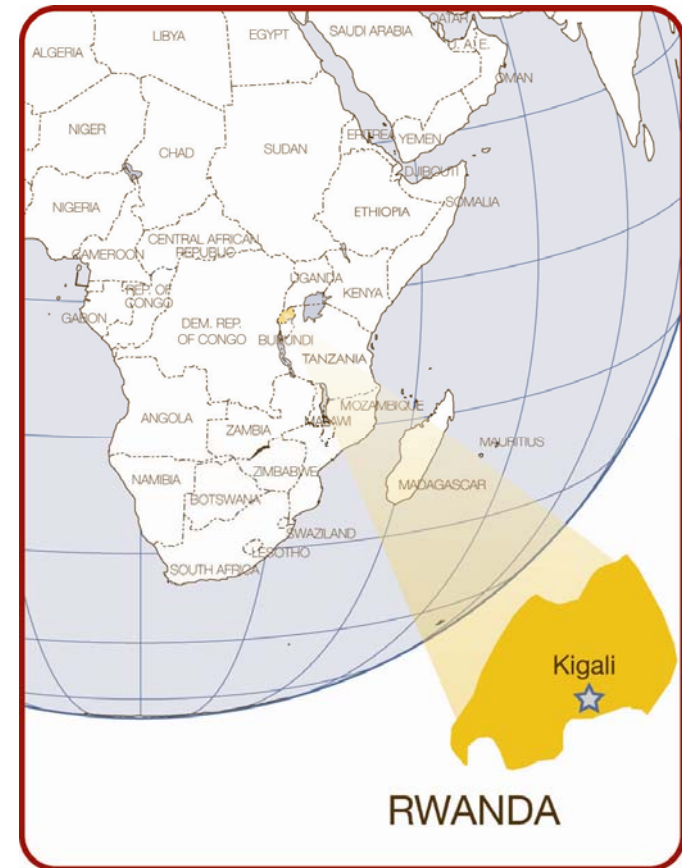 QATAR
LIBYA
EGYPT
SAUDI ARABIA
U. A. E.
ALGERIA
OMAN
NIGER
CHAD
SUDAN
ERITREA
YEMEN
DJIBOUTI
NIGERIA
ETHIOPIA
SOMALIA
CAMEROON
CENTRAL AFRICAN
REPUBLIC
UGANDA
KENYA
REP. OF
CONGO
GABON
DEM. REP.
OF CONGO
BURUNDI
TANZANIA
ANGOLA
ZAMBIA
MALAWI
MOZAMBIQUE
MAURITIUS
NAMIBIA
ZIMBABWE
BOTSWANA
MADAGASCAR
SWAZILAND
LESOTHO
SOUTH AFRICA
Kigali
RWANDA